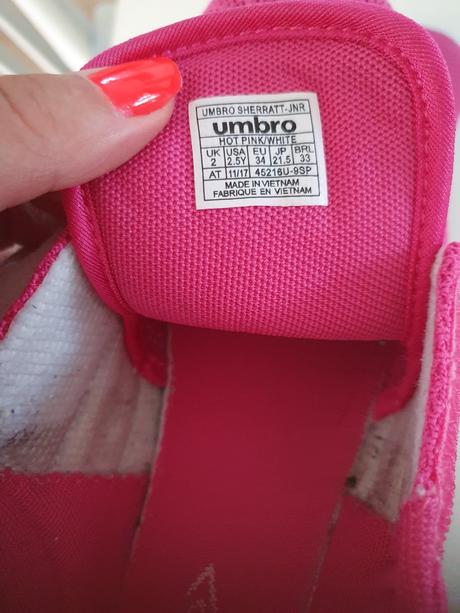 UMBRO SHERRATT-JNR
umbro
HOT PINK/WHITE
UK USA EU JP BRL
2 2.5Y 34 21.5 33
AT 11/17 45216U-9SP
MADE IN VIETNAM
FABRIQUE EN VIETNAM